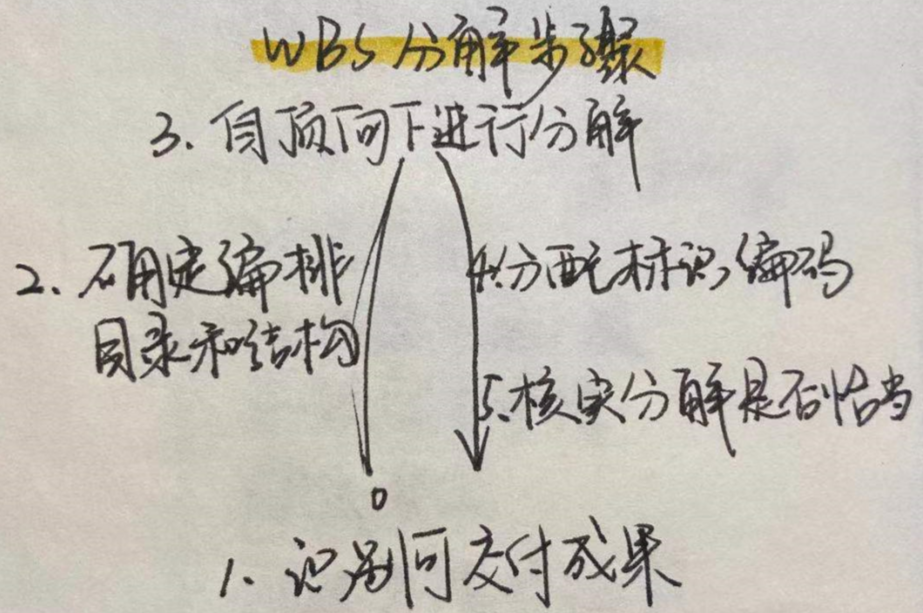 WBS分解步骤
3. 自顶向下进行分解
2. 确定编排
目录和结构
4.分配标识编码
5.核实分解是否恰当
1. 识别可交付成果